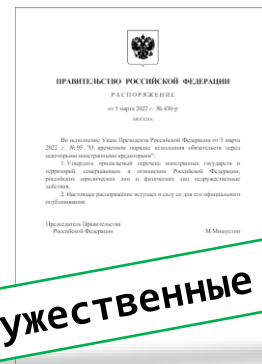 ПРАВИТЕЛЬСТВО РОССИЙСКОЙ ФЕДЕРАЦИИ
РАСПОРЯЖЕНИЕ
от 5 марта 2022 г. № 430-р
МОСКВА
Во исполнение Указа Президента Российской Федерации от 5 марта
2022 г. № 95 "О временном порядке исполнения обязательств перед
некоторыми иностранными кредиторами":
1. Утвердить прилагаемый перечень иностранных государств и
территорий, совершающих в отношении Российской Федерации,
российских юридических лиц и физических лиц недружественные
действия.
2. Настоящее распоряжение вступает в силу со дня его официального
опубликования.
Председатель Правительства
Российской Федерации М.Мишустин
ужественные